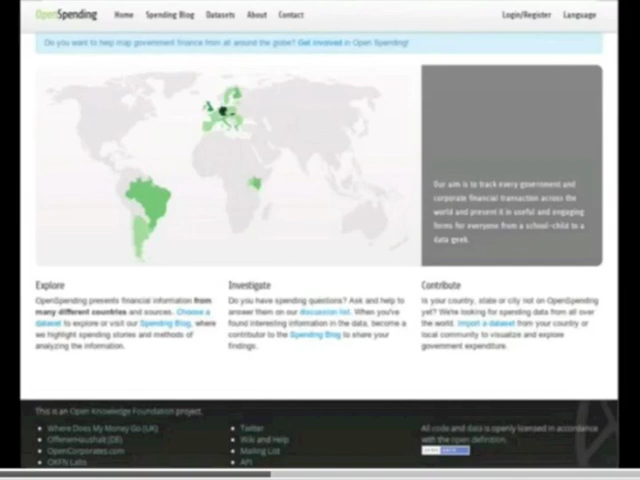 OpenSpending Home Spending Blog Datasets About Contact Login/Register Language
Do you want to help map government finance from all around the globe? Get involved in Open Spending!
Our aim is to track every government and
corporate financial transaction across the
world and present it in useful and engaging
forms for everyone from a school-child to a
data geek.
Explore
OpenSpending presents financial information from
many different countries and sources. Choose a
dataset to explore or visit our Spending Blog, where
we highlight spending stories and methods of
analyzing the information.
Investigate
Do you have spending questions? Ask and help to
answer them on our discussion list. When you've
found interesting information in the data, become a
contributor to the Spending Blog to share your
findings.
Contribute
Is your country, state or city not on OpenSpending
yet? We're looking for spending data from all over
the world. Import a dataset from your country or
local community to visualize and explore
government expenditure.
This is an Open Knowledge Foundation project.
Where Does My Money Go (UK)
OffenerHaushalt (DE)
OpenCorporates.com
OKFN Labs
Twitter
Wiki and Help
Mailing List
API
All code and data is openly licensed in accordance
with the open definition.